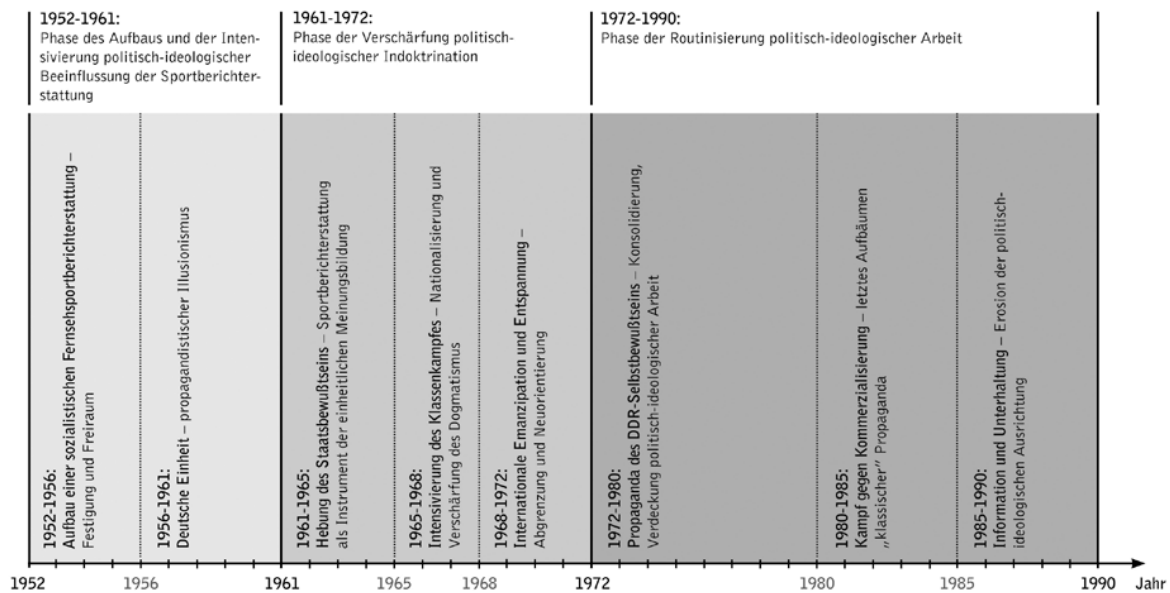 1952-1961:
Phase des Aufbaus und der Inten-
sivierung politisch-ideologischer
Beeinflussung der Sportberichter-
stattung
1961-1972:
Phase der Verschärfung politisch-
ideologischer Indoktrination
1972-1990:
Phase der Routinisierung politisch-ideologischer Arbeit
1952-1956:
Aufbau einer sozialistischen Fernsehsportberichterstattung –
Festigung und Freiraum
1956-1961:
Deutsche Einheit – propagandistischer Illusionismus
1961-1965:
Hebung des Staatsbewußtseins – Sportberichterstattung
als Instrument der einheitlichen Meinungsbildung
1965-1968:
Intensivierung des Klassenkampfes – Nationalisierung und
Verschärfung des Dogmatismus
1968-1972:
Internationale Emanzipation und Entspannung –
Abgrenzung und Neuorientierung
1972-1980:
Propaganda des DDR-Selbstbewußtseins – Konsolidierung,
Verdeckung politisch-ideologischer Arbeit
1980-1985:
Kampf gegen Kommerzialisierung – letztes Aufbäumen
„klassischer" Propaganda
1985-1990:
Information und Unterhaltung – Erosion der politisch-
ideologischen Ausrichtung
1952 1956 1961 1965 1968 1972 1980 1985 1990 Jahr